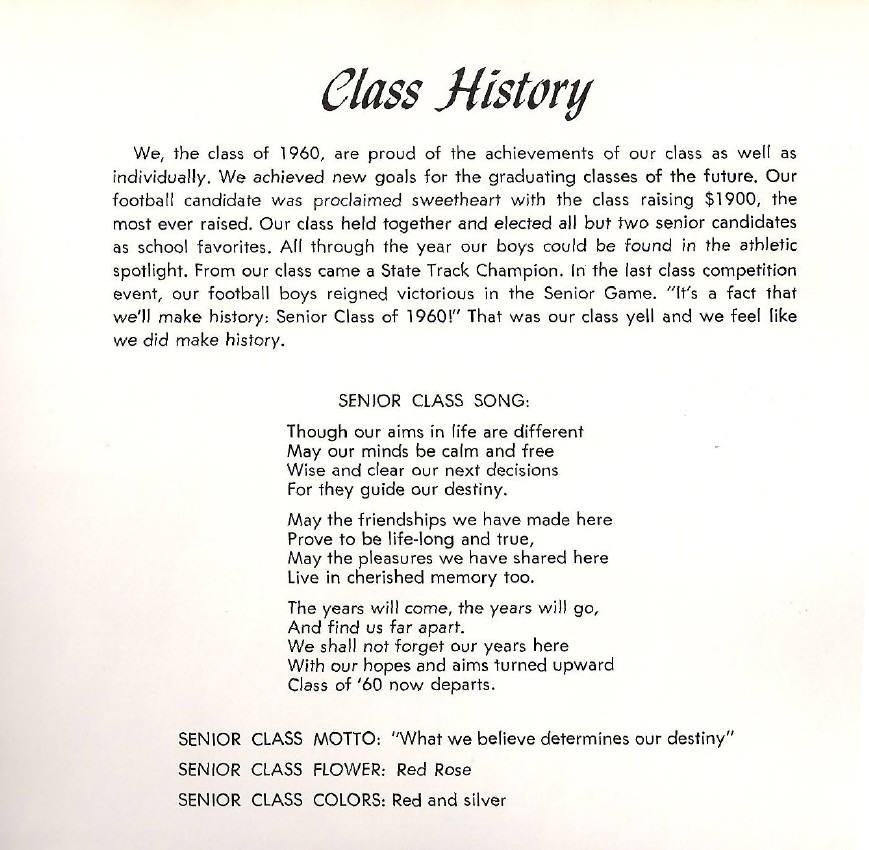 Class History
We, the class of 1960, are proud of the achievements of our class as well as
individually. We achieved new goals for the graduating classes of the future. Our
football candidate was proclaimed sweetheart with the class raising $1900, the
most ever raised. Our class held together and elected all but two senior candidates
as school favorites. All through the year our boys could be found in the athletic
spotlight. From our class came a State Track Champion. In the last class competition
event, our football boys reigned victorious in the Senior Game. "It's a fact that
we'll make history: Senior Class of 1960!" That was our class yell and we feel like
we did make history.
SENIOR CLASS SONG:
Though our aims in life are different
May our minds be calm and free
Wise and clear our next decisions
For they guide our destiny.
May the friendships we have made here
Prove to be life-long and true,
May the pleasures we have shared here
Live in cherished memory too.
The years will come, the years will go,
And find us far apart.
We shall not forget our years here
With our hopes and aims turned upward
Class of '60 now departs.
SENIOR CLASS MOTTO: "What we believe determines our destiny"
SENIOR CLASS FLOWER: Red Rose
SENIOR CLASS COLORS: Red and silver